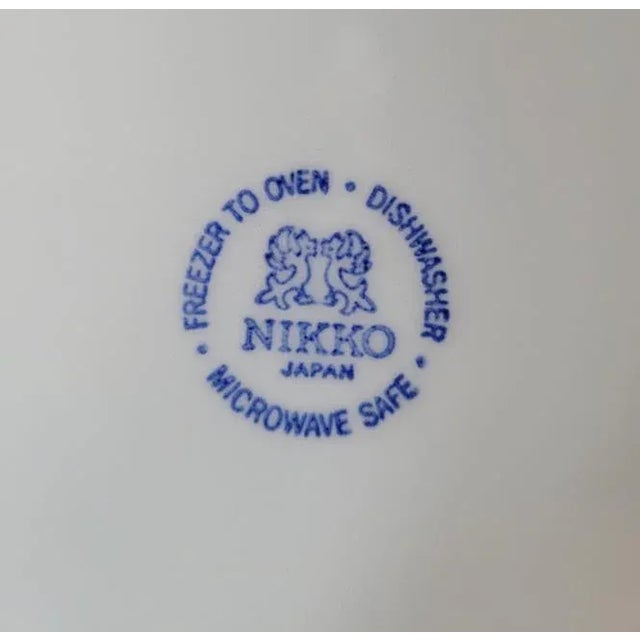 • FREEZER TO OVEN • DISHWASHER •
MICROWAVE SAFE
NIKKO
JAPAN